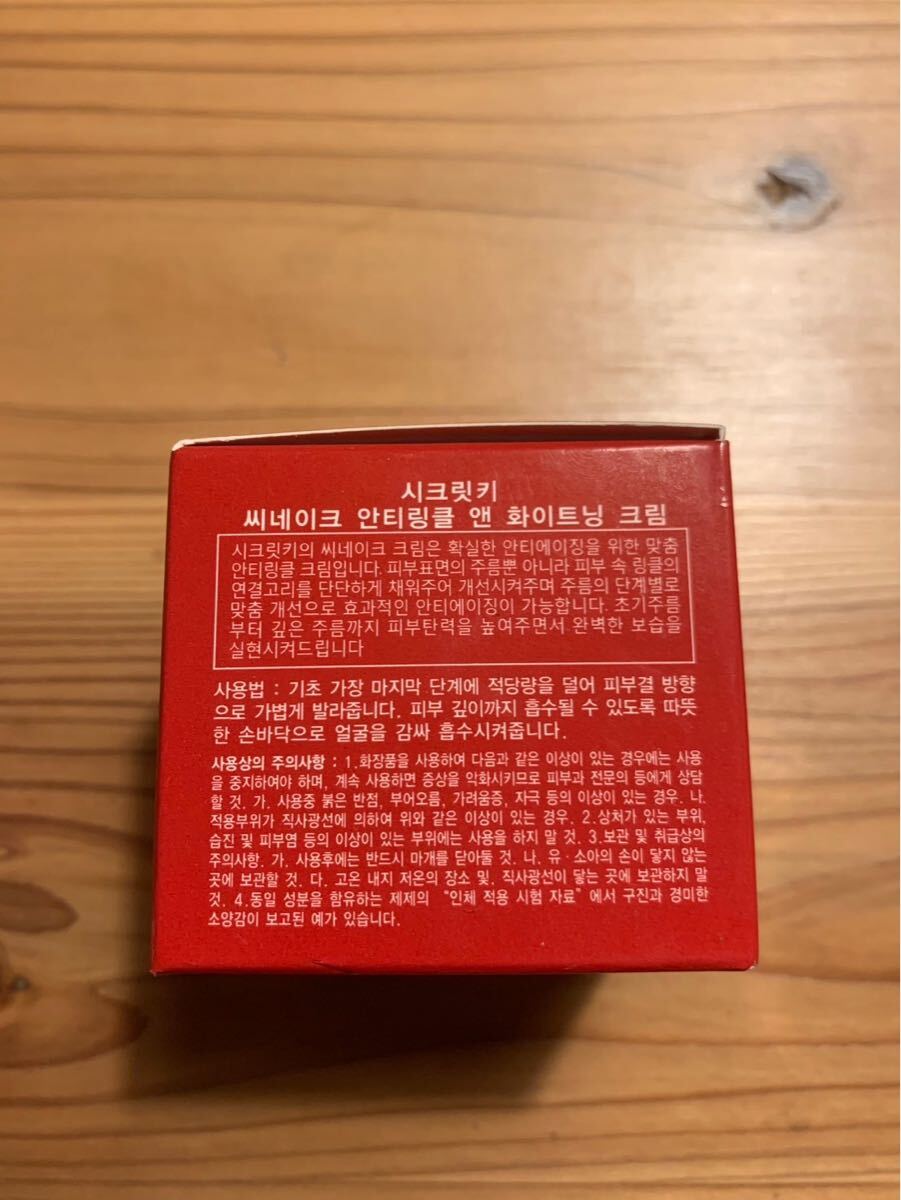 시크릿키
씨네이크 안티링클 앤 화이트닝 크림
시크릿키의 씨네이크 크림은 확실한 안티에이징을 위한 맞춤
안티링클 크림입니다. 피부표면의 주름뿐 아니라 피부 속 링클의
연결고리를 단단하게 채워주어 개선시켜주며 주름의 단계별로
맞춤 개선으로 효과적인 안티에이징이 가능합니다. 초기주름
부터 깊은 주름까지 피부탄력을 높여주면서 완벽한 보습을
실현시켜드립니다
사용법 : 기초 가장 마지막 단계에 적당량을 덜어 피부결 방향
으로 가볍게 발라줍니다. 피부 깊이까지 흡수될 수 있도록 따뜻
한 손바닥으로 얼굴을 감싸 흡수시켜줍니다.
사용상의 주의사항 : 1.화장품을 사용하여 다음과 같은 이상이 있는 경우에는 사용
을 중지하여야 하며, 계속 사용하면 증상을 악화시키므로 피부과 전문의 등에게 상담
할 것. 가. 사용중 붉은 반점, 부어오름, 가려움증, 자극 등의 이상이 있는 경우. 나.
적용부위가 직사광선에 의하여 위와 같은 이상이 있는 경우. 2.상처가 있는 부위,
습진 및 피부염 등의 이상이 있는 부위에는 사용을 하지 말 것. 3.보관 및 취급상의
주의사항. 가. 사용후에는 반드시 마개를 닫아둘 것. 나. 유·소아의 손이 닿지 않는
곳에 보관할 것. 다. 고온 내지 저온의 장소 및, 직사광선이 닿는 곳에 보관하지 말
것. 4.동일 성분을 함유하는 제제의 "인체 적용 시험 자료"에서 구진과 경미한
소양감이 보고된 예가 있습니다.